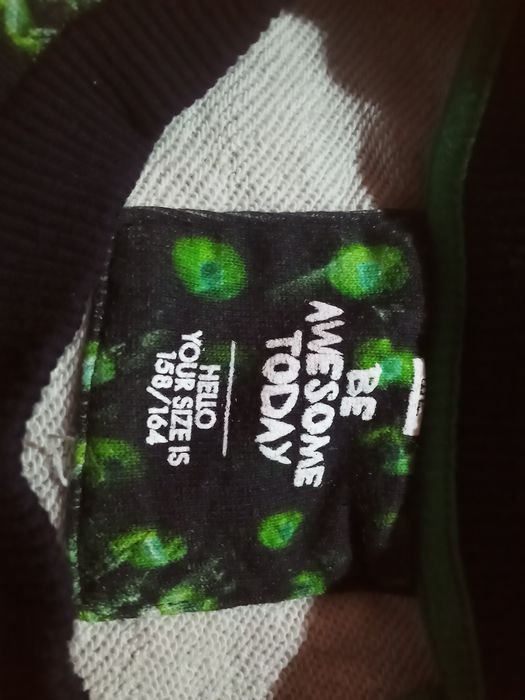 BE
AWESOME
TODAY
HELLO
YOUR SIZE IS
158/164